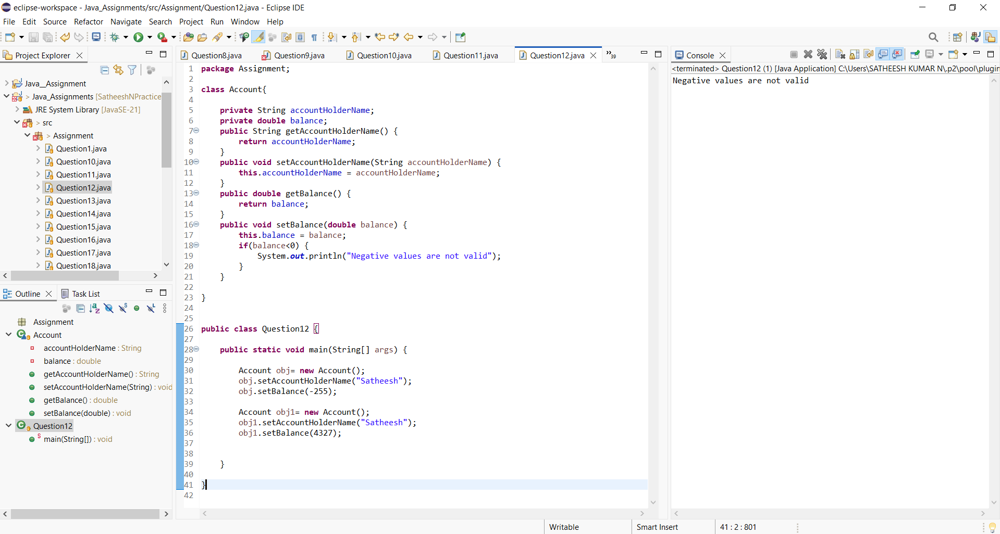 eclipse-workspace - Java_Assignments/src/Assignment/Question12.java - Eclipse IDE
File Edit Source Refactor Navigate Search Project Run Window Help
Project Explorer
Java__Assignment
> Java_Assignments [SatheeshNPractice
JRE System Library [JavaSE-21]
> src
> Assignment
Question1.java
Question10.java
Question11.java
Question12.java
Question13.java
Question14.java
Question15.java
Question16.java
Question17.java
Question18.java
Outline Task List
Assignment
Account
accountHolderName : String
balance : double
getAccountHolderName() : String
setAccountHolderName(String) : void
getBalance() : double
setBalance(double) : void
Question12
main(String[]) : void
Question8.java Question9.java Question10.java Question11.java Question12.java »39
1 package Assignment;
2
3 class Account{
4
5 private String accountHolderName;
6 private double balance;
7 public String getAccountHolderName() {
8 return accountHolderName;
9 }
10 public void setAccountHolderName(String accountHolderName) {
11 this.accountHolderName = accountHolderName;
12 }
13 public double getBalance() {
14 return balance;
15 }
16 public void setBalance(double balance) {
17 this.balance = balance;
18 if(balance<0) {
19 System.out.println("Negative values are not valid");
20 }
21 }
22
23 }
24
25
26 public class Question12 {
27
28 public static void main(String[] args) {
29
30 Account obj= new Account();
31 obj.setAccountHolderName("Satheesh");
32 obj.setBalance(-255);
33
34 Account obj1= new Account();
35 obj1.setAccountHolderName("Satheesh");
36 obj1.setBalance(4327);
37
38
39 }
40
41 }
42
Console
<terminated> Question12 (1) [Java Application] C:\Users\SATHEESH KUMAR N\.p2\pool\plugin
Negative values are not valid
Writable Smart Insert 41 : 2 : 801